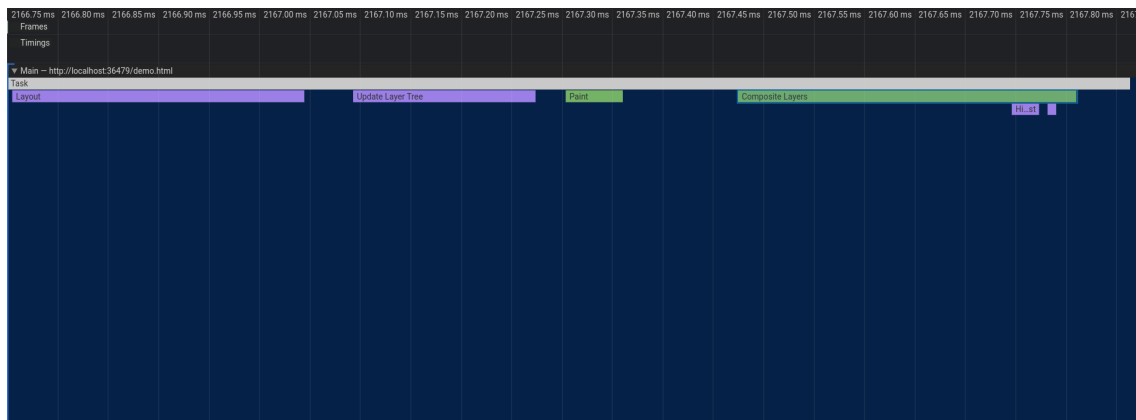 2166.75 ms 2166.80 ms 2166.85 ms 2166.90 ms 2166.95 ms 2167.00 ms 2167.05 ms 2167.10 ms 2167.15 ms 2167.20 ms 2167.25 ms 2167.30 ms 2167.35 ms 2167.40 ms 2167.45 ms 2167.50 ms 2167.55 ms 2167.60 ms 2167.65 ms 2167.70 ms 2167.75 ms 2167.80 ms
Frames
Timings
▼ Main — http://localhost:36479/demo.html
Task
Layout Update Layer Tree Paint Composite Layers
Hi…st